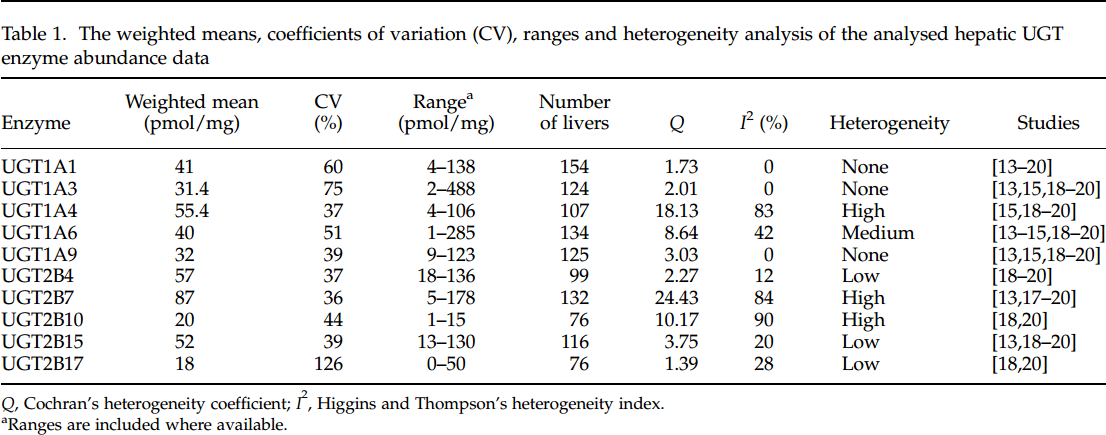 Table 1. The weighted means, coefficients of variation (CV), ranges and heterogeneity analysis of the analysed hepatic UGT
enzyme abundance data
Enzyme Weighted mean (pmol/mg) CV (%) Rangeᵃ (pmol/mg) Number of livers Q I² (%) Heterogeneity Studies
UGT1A1 41 60 4–138 154 1.73 0 None [13–20]
UGT1A3 31.4 75 2–488 124 2.01 0 None [13,15,18–20]
UGT1A4 55.4 37 4–106 107 18.13 83 High [15,18–20]
UGT1A6 40 51 1–285 134 8.64 42 Medium [13–15,18–20]
UGT1A9 32 39 9–123 125 3.03 0 None [13,15,18–20]
UGT2B4 57 37 18–136 99 2.27 12 Low [18–20]
UGT2B7 87 36 5–178 132 24.43 84 High [13,17–20]
UGT2B10 20 44 1–15 76 10.17 90 High [18,20]
UGT2B15 52 39 13–130 116 3.75 20 Low [13,18–20]
UGT2B17 18 126 0–50 76 1.39 28 Low [18,20]
Q, Cochran's heterogeneity coefficient; I², Higgins and Thompson's heterogeneity index.
ᵃRanges are included where available.